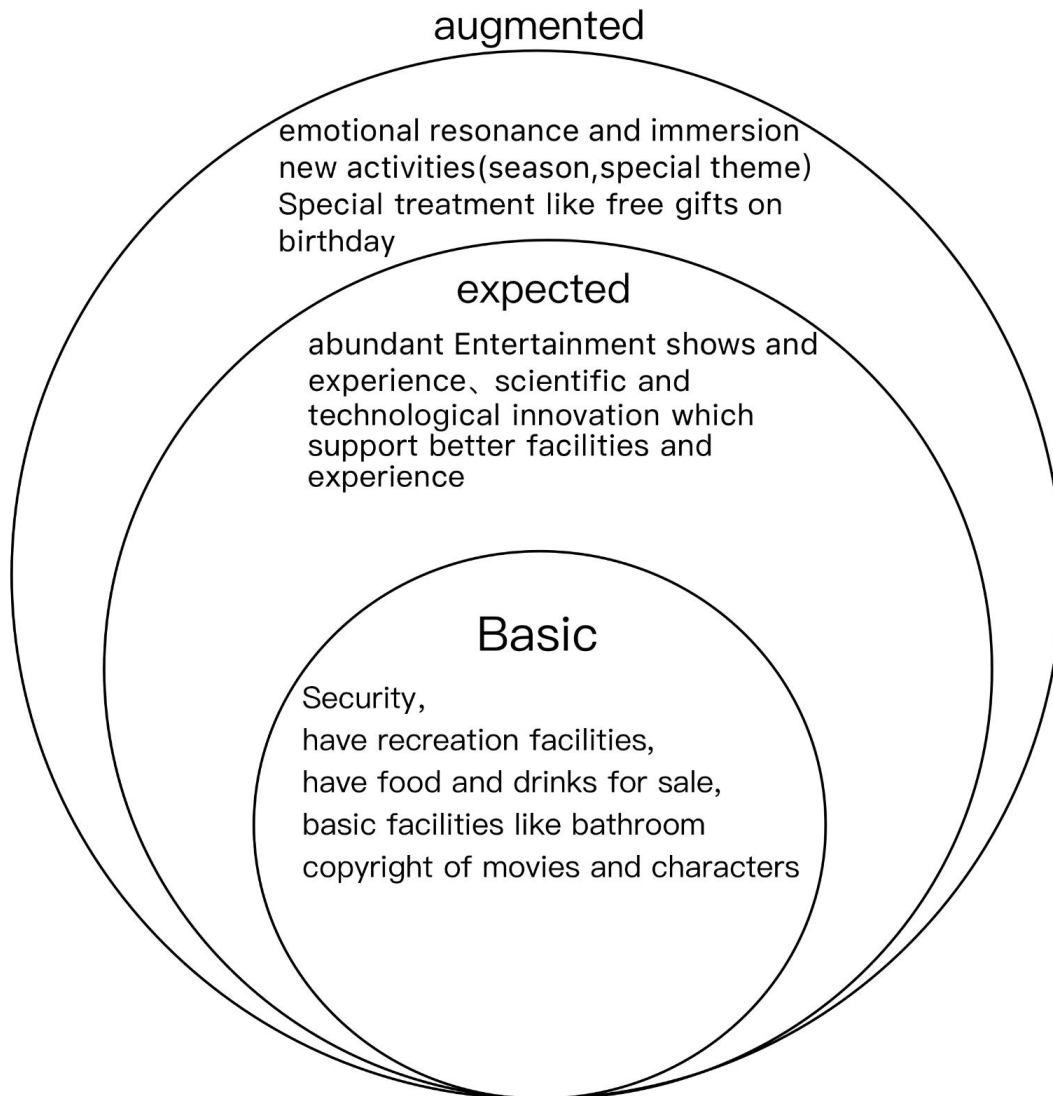 augmented
emotional resonance and immersion
new activities(season,special theme)
Special treatment like free gifts on
birthday
expected
abundant Entertainment shows and
experience、scientific and
technological innovation which
support better facilities and
experience
Basic
Security,
have recreation facilities,
have food and drinks for sale,
basic facilities like bathroom
copyright of movies and characters